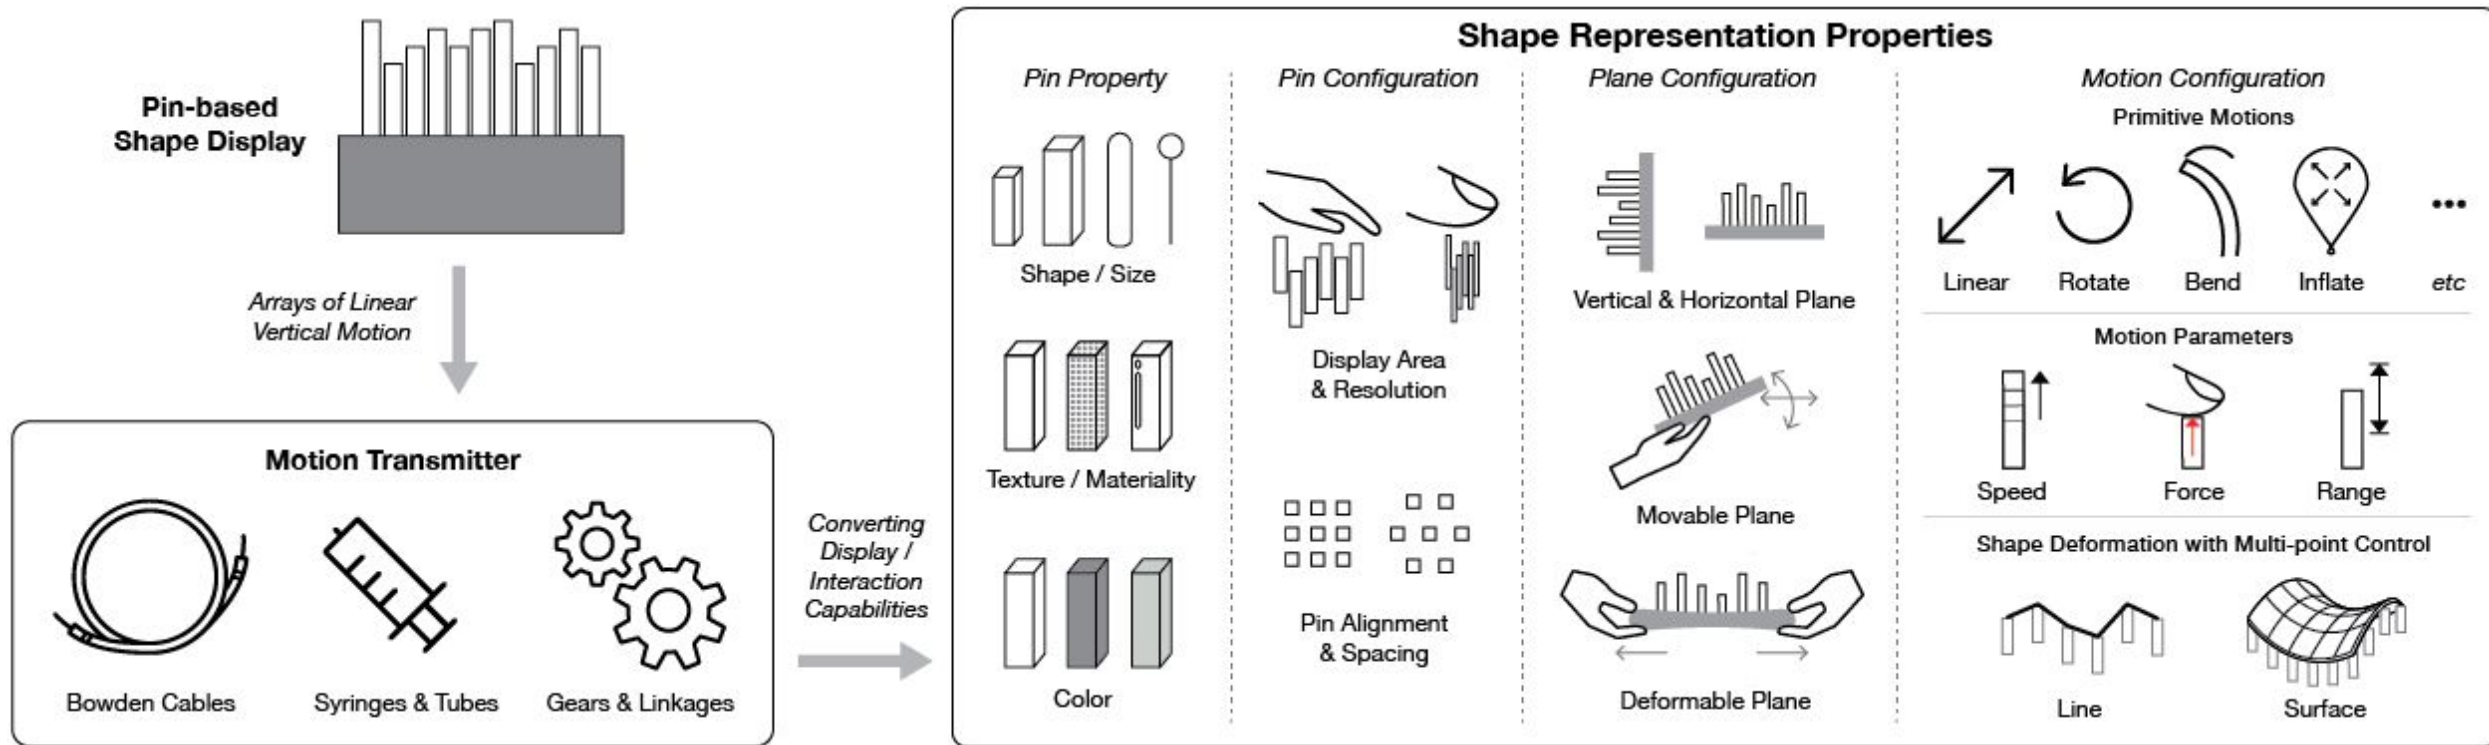 Pin-based
Shape Display
Arrays of Linear
Vertical Motion
Motion Transmitter
Bowden Cables
Syringes & Tubes
Gears & Linkages
Converting
Display /
Interaction
Capabilities
Shape Representation Properties
Pin Property
Shape / Size
Texture / Materiality
Color
Pin Configuration
Display Area
& Resolution
Pin Alignment
& Spacing
Plane Configuration
Vertical & Horizontal Plane
Movable Plane
Deformable Plane
Motion Configuration
Primitive Motions
Linear
Rotate
Bend
Inflate
etc
Motion Parameters
Speed
Force
Range
Shape Deformation with Multi-point Control
Line
Surface